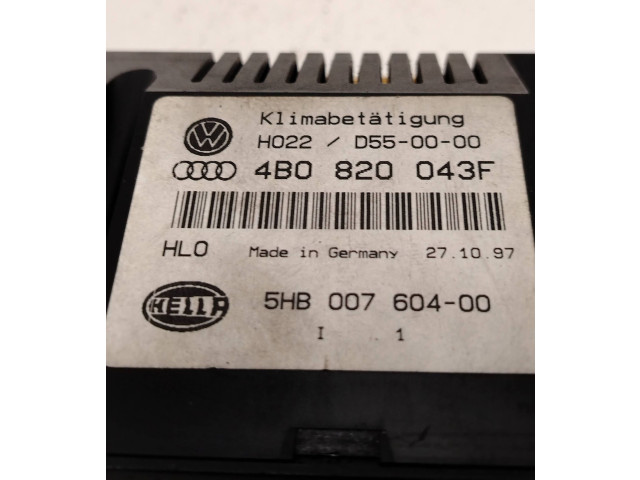 Klimabetätigung
VW
H022 / D55-00-00
4B0 820 043F
HLO Made in Germany 27.10.97
HELLA 5HB 007 604-00
I 1